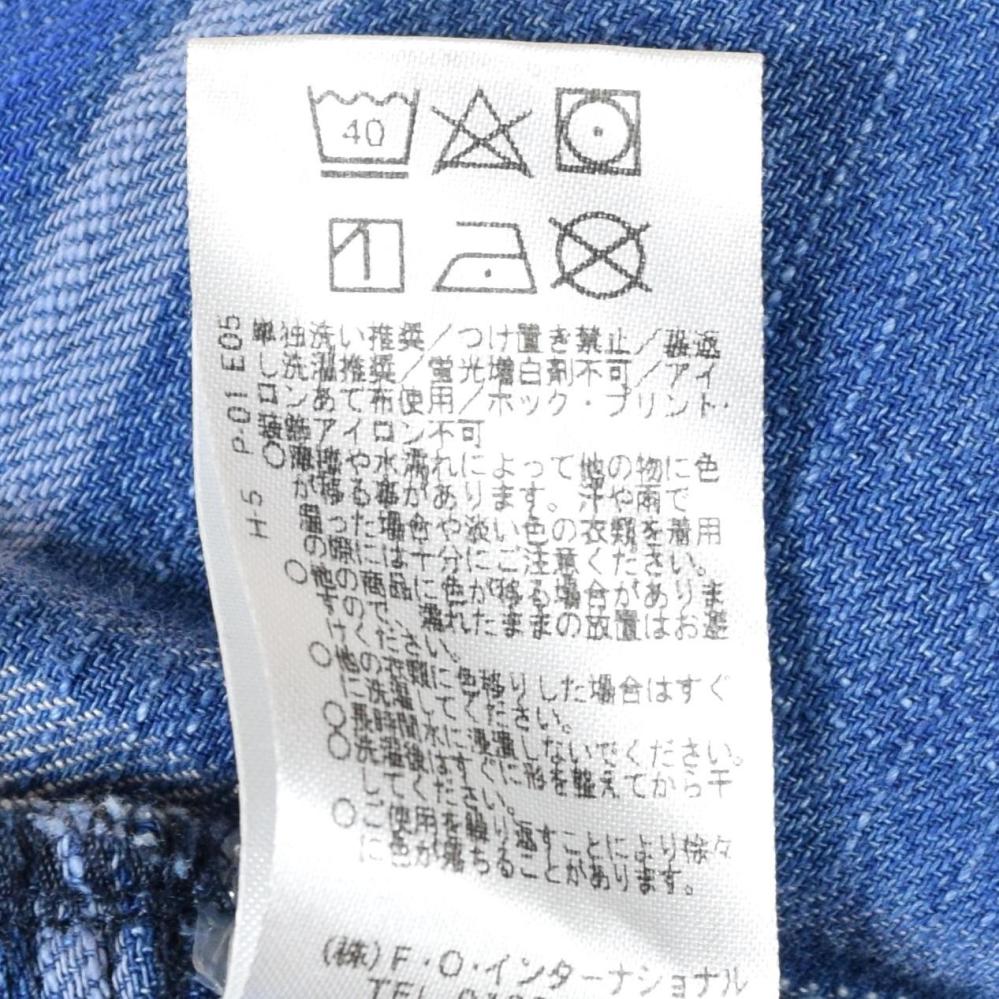 40
単独洗い推奨／つけ置き禁止／裏返
し洗濯推奨／蛍光増白剤不可／アイ
ロンあて布使用／ホック・プリント・
装飾アイロン不可
○摩擦や水濡れによって他の物に色
が移る事があります。汗や雨で
湿った場合や淡い色の衣類を着用
の際には十分にご注意ください。
○他の商品に色が移る場合がありま
すので、濡れたままの放置はお避
けください。
○他の衣類に色移りした場合はすぐ
に洗濯してください。
○長時間水に浸漬しないでください。
○洗濯後はすぐに形を整えてから干
してください。
○ご使用を繰り返すことにより徐々
に色が落ちることがあります。
(株)F・O・インターナショナル
TEL
H5 P-01 E05